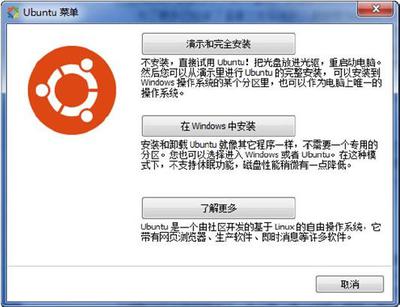 Ubuntu 菜单
演示和完全安装
不安装，直接试用 Ubuntu！把光盘放进光驱，重启动电脑。
然后您可以从演示里进行 Ubuntu 的完整安装，可以安装到
Windows 操作系统的某个分区里，也可以作为电脑上唯一的
操作系统。
在 Windows 中安装
安装和卸载 Ubuntu 就像其它程序一样，不需要一个专用的
分区。您也可以选择进入 Windows 或者 Ubuntu。在这种模
式下，不支持休眠功能，磁盘性能稍微有一点降低。
了解更多
Ubuntu 是一个由社区开发的基于 Linux 的自由操作系统，它
带有网页浏览器、生产软件、即时消息等许多软件。
取消